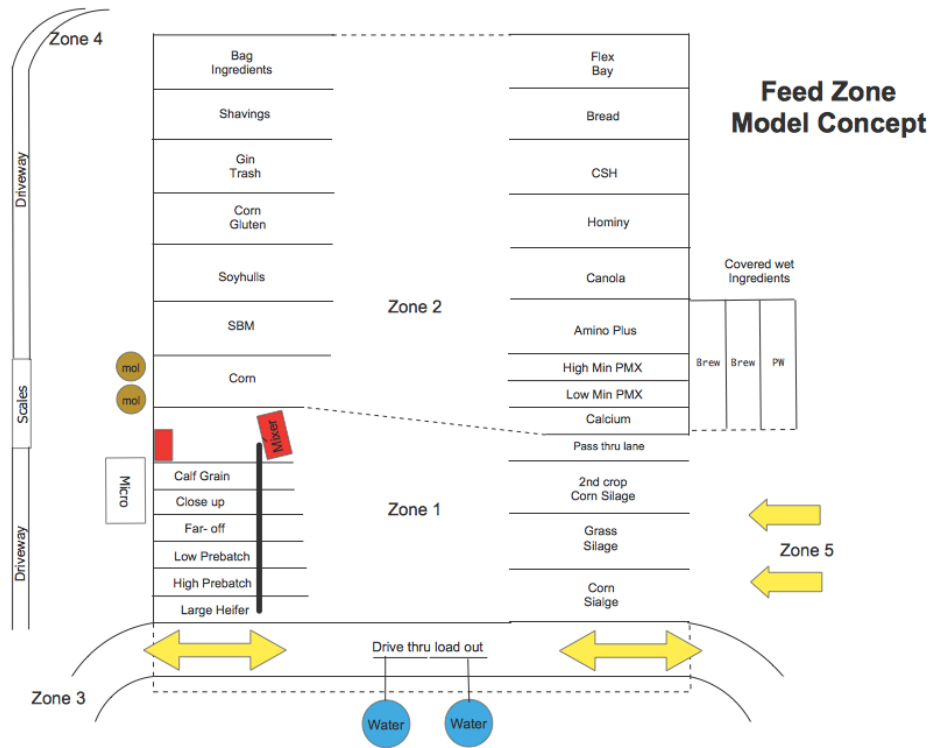 Zone 4
Feed Zone
Model Concept
Bag
Ingredients
Shavings
Gin
Trash
Corn
Gluten
Soyhulls
SBM
Corn
Flex
Bay
Bread
CSH
Hominy
Canola
Amino Plus
High Min PMX
Low Min PMX
Calcium
Pass thru lane
2nd crop
Corn Silage
Grass
Silage
Corn
Sialge
Zone 2
Covered wet
Ingredients
Brew
Brew
PW
Driveway
Scales
Driveway
mol
mol
Mixer
Micro
Calf Grain
Close up
Far- off
Low Prebatch
High Prebatch
Large Heifer
Zone 1
Zone 5
Drive thru load out
Zone 3
Water
Water